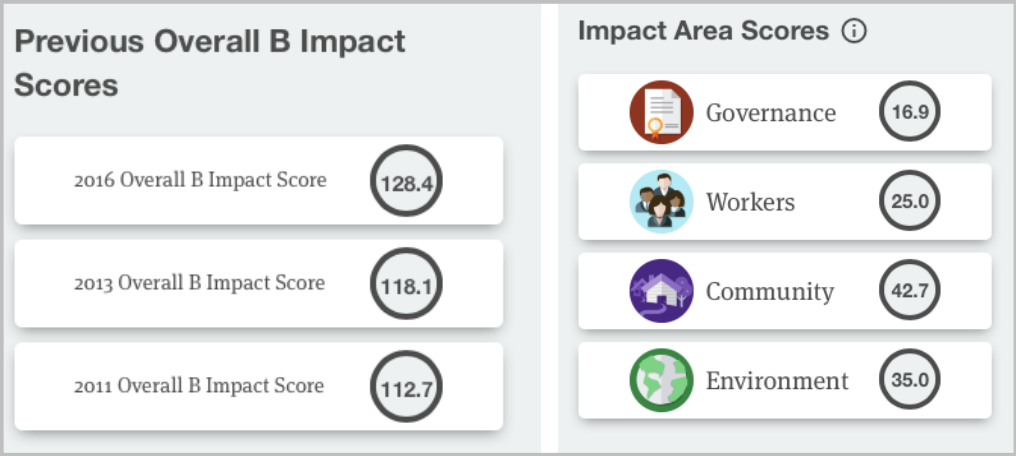 Previous Overall B Impact
Scores
2016 Overall B Impact Score
128.4
2013 Overall B Impact Score
118.1
2011 Overall B Impact Score
112.7
Impact Area Scores
Governance
16.9
Workers
25.0
Community
42.7
Environment
35.0